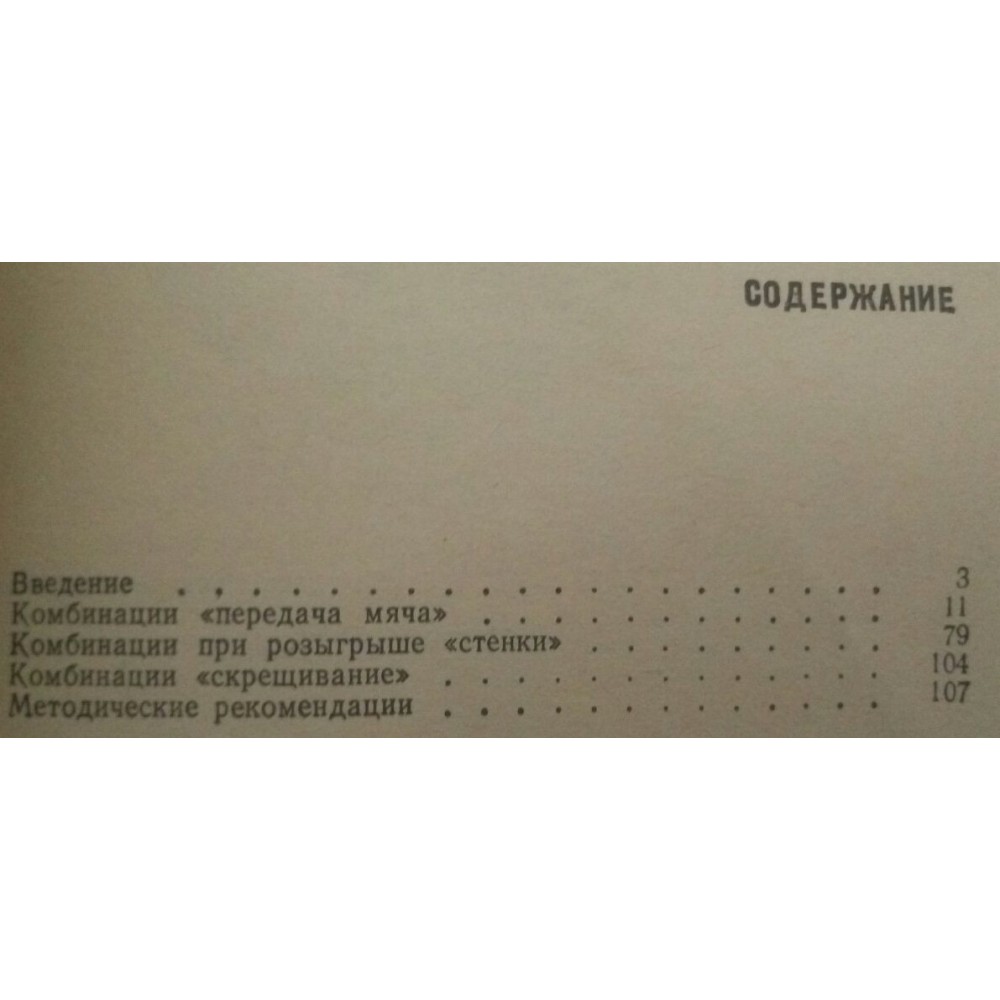 СОДЕРЖАНИЕ
Введение . . . . . . . . . . . . . . . . . . . 3
Комбинации «передача мяча» . . . . . . . . . . . 11
Комбинации при розыгрыше «стенки» . . . . . . . . 79
Комбинации «скрещивание» . . . . . . . . . . . . 104
Методические рекомендации . . . . . . . . . . . . 107